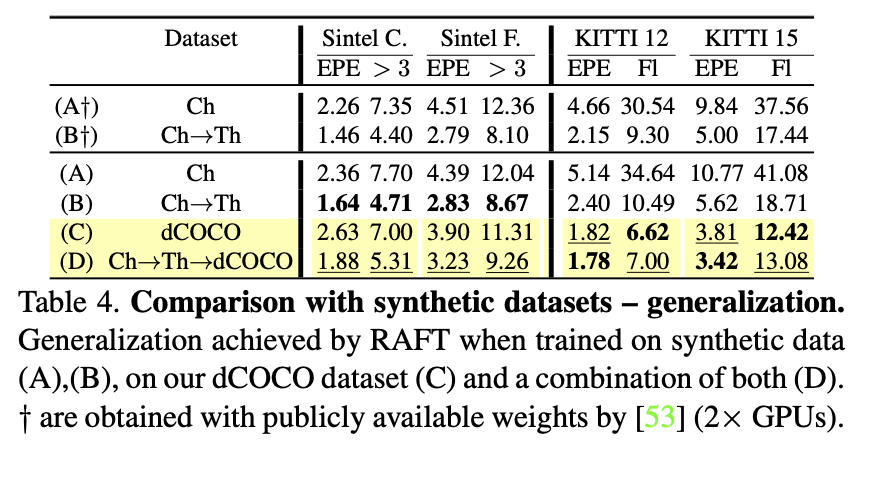 Dataset Sintel C. Sintel F. KITTI 12 KITTI 15
EPE > 3 EPE > 3 EPE Fl EPE Fl
(A†) Ch 2.26 7.35 4.51 12.36 4.66 30.54 9.84 37.56
(B†) Ch→Th 1.46 4.40 2.79 8.10 2.15 9.30 5.00 17.44
(A) Ch 2.36 7.70 4.39 12.04 5.14 34.64 10.77 41.08
(B) Ch→Th 1.64 4.71 2.83 8.67 2.40 10.49 5.62 18.71
(C) dCOCO 2.63 7.00 3.90 11.31 1.82 6.62 3.81 12.42
(D) Ch→Th→dCOCO 1.88 5.31 3.23 9.26 1.78 7.00 3.42 13.08
Table 4. Comparison with synthetic datasets – generalization.
Generalization achieved by RAFT when trained on synthetic data
(A),(B), on our dCOCO dataset (C) and a combination of both (D).
† are obtained with publicly available weights by [53] (2× GPUs).